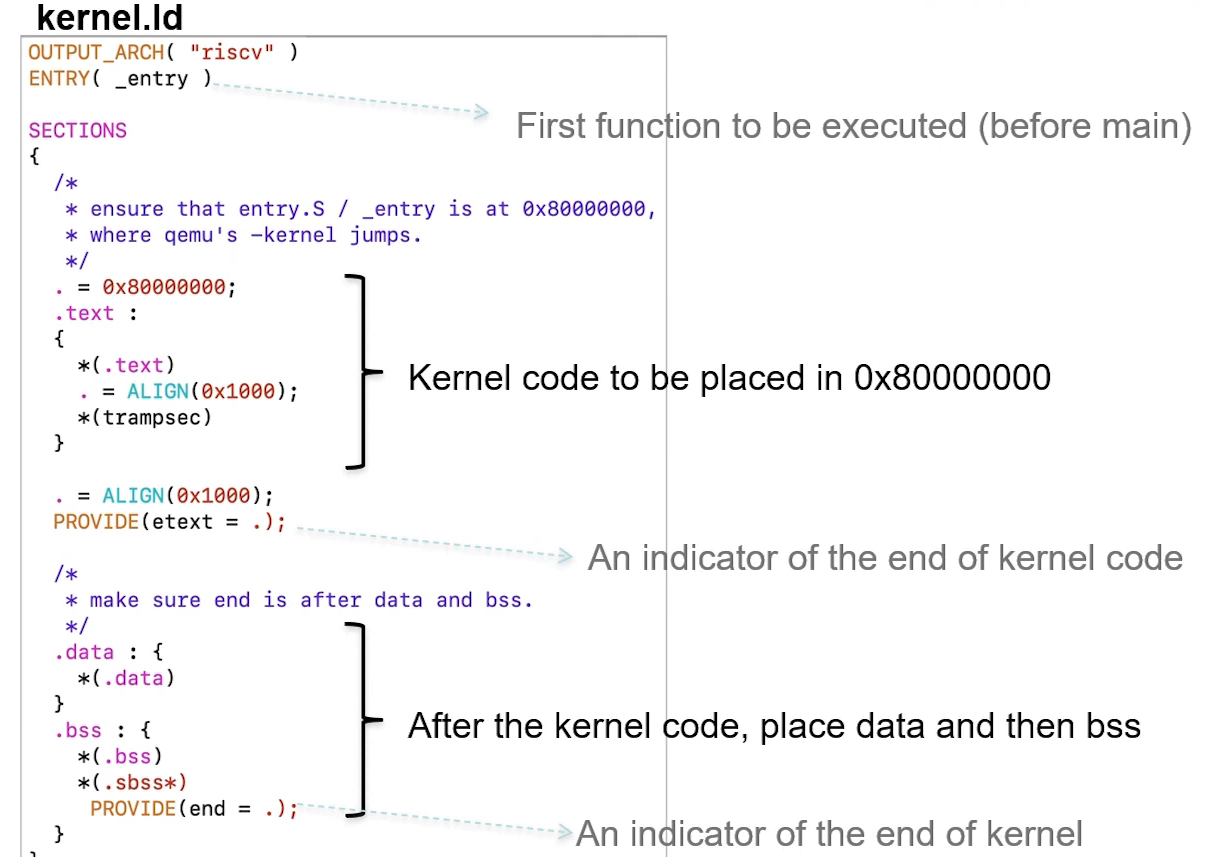 kernel.ld
OUTPUT_ARCH( "riscv" )
ENTRY( _entry )
First function to be executed (before main)
SECTIONS
{
/*
* ensure that entry.S / _entry is at 0x80000000,
* where qemu's -kernel jumps.
*/
. = 0x80000000;
.text :
{
*(.text)
Kernel code to be placed in 0x80000000
. = ALIGN(0x1000);
*(trampsec)
}
. = ALIGN(0x1000);
PROVIDE(etext = .);
An indicator of the end of kernel code
/*
* make sure end is after data and bss.
*/
.data : {
*(.data)
}
After the kernel code, place data and then bss
.bss : {
*(.bss)
*(.sbss*)
PROVIDE(end = .);
An indicator of the end of kernel
}
}